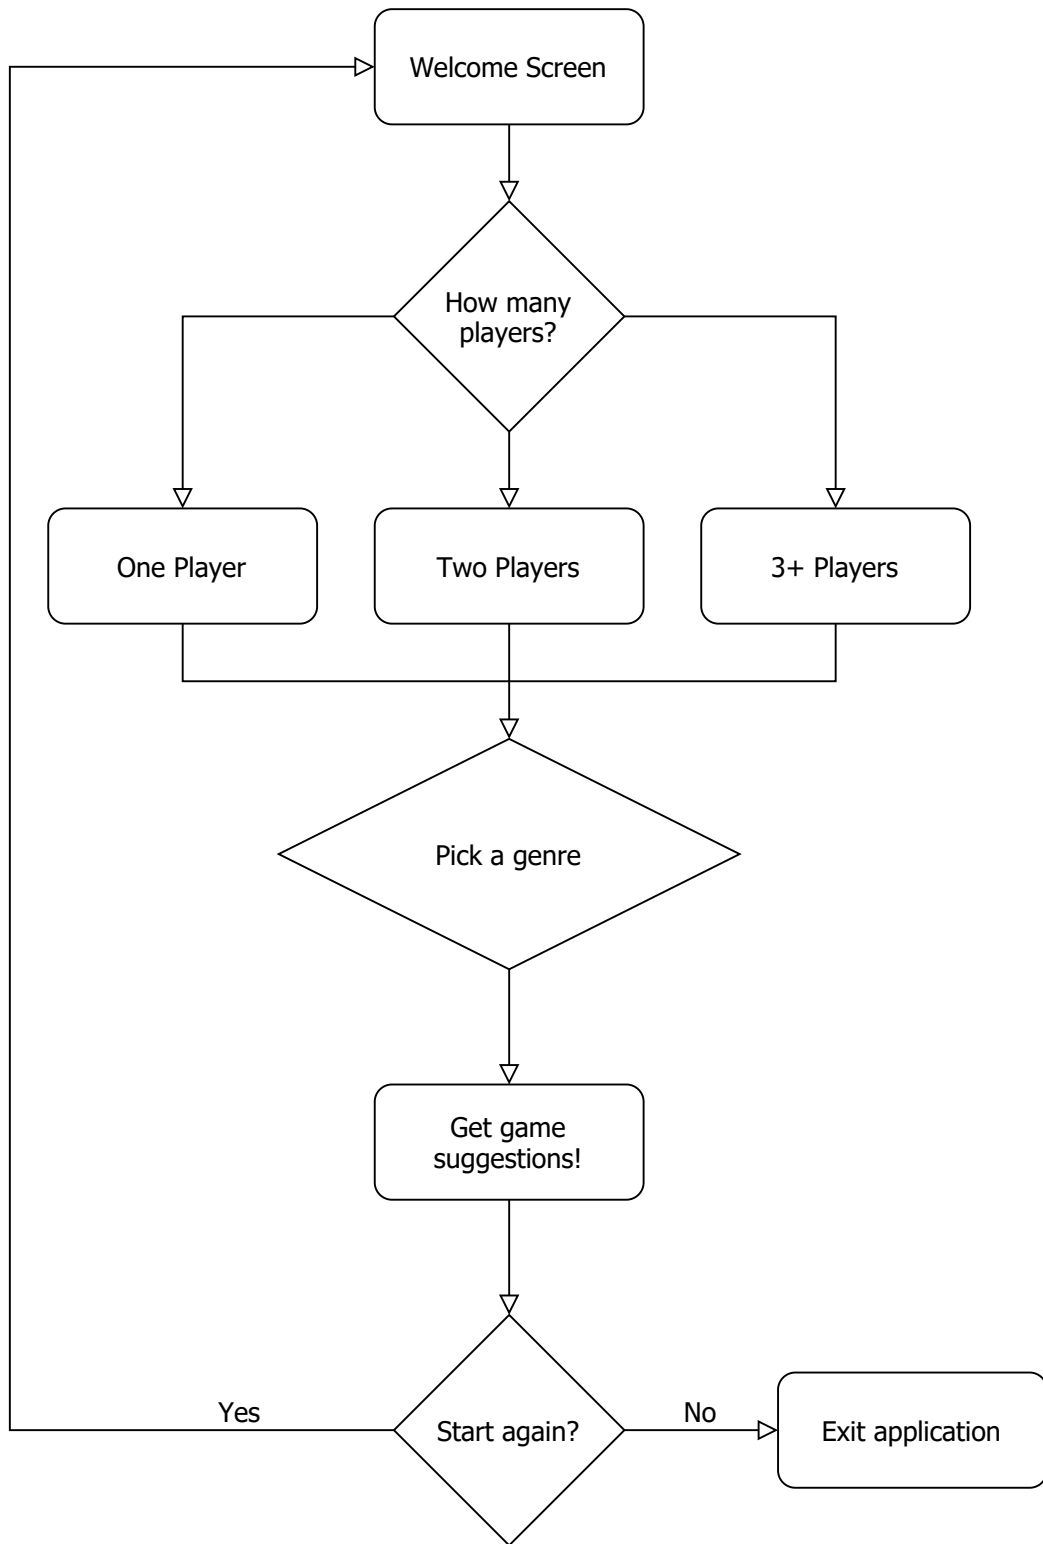 Welcome Screen
How many
players?
One Player
Two Players
3+ Players
Pick a genre
Get game
suggestions!
Yes
Start again?
No
Exit application